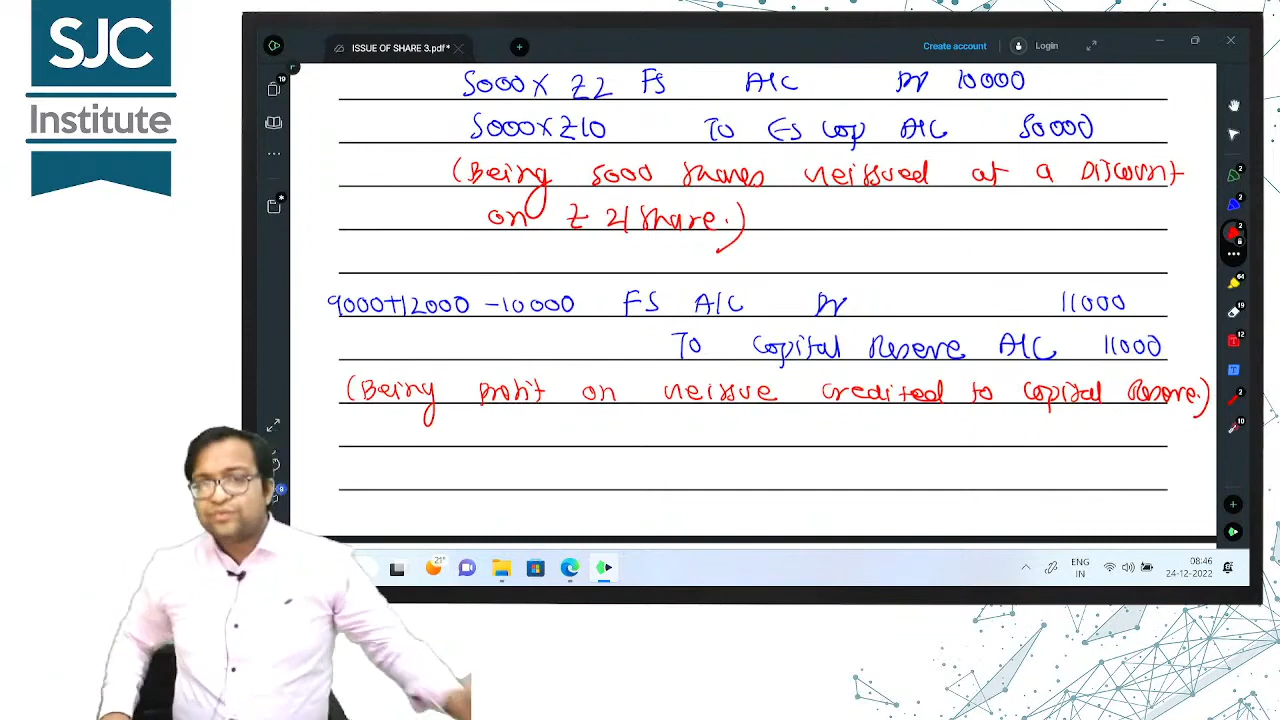 SJC
Institute
ISSUE OF SHARE 3.pdf*
Create account
Login
5000 x ₹2 FS A/C Dr 10000
5000 x ₹10 To ES Cap A/C 50000
(Being 5000 shares reissued at a Discount
on ₹ 2/share.)
9000+12000 -10000 FS A/C Dr 11000
To Capital Reserve A/C 11000
(Being profit on reissue credited to Capital Reserve.)
21°
ENG
IN
08:46
24-12-2022